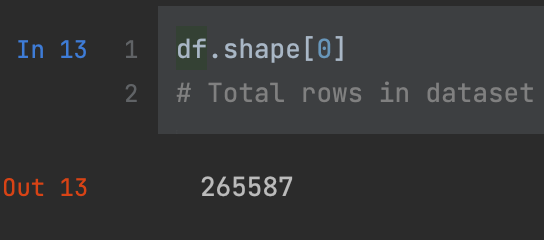 In 13 1 df.shape[0]
2 # Total rows in dataset
Out 13 265587